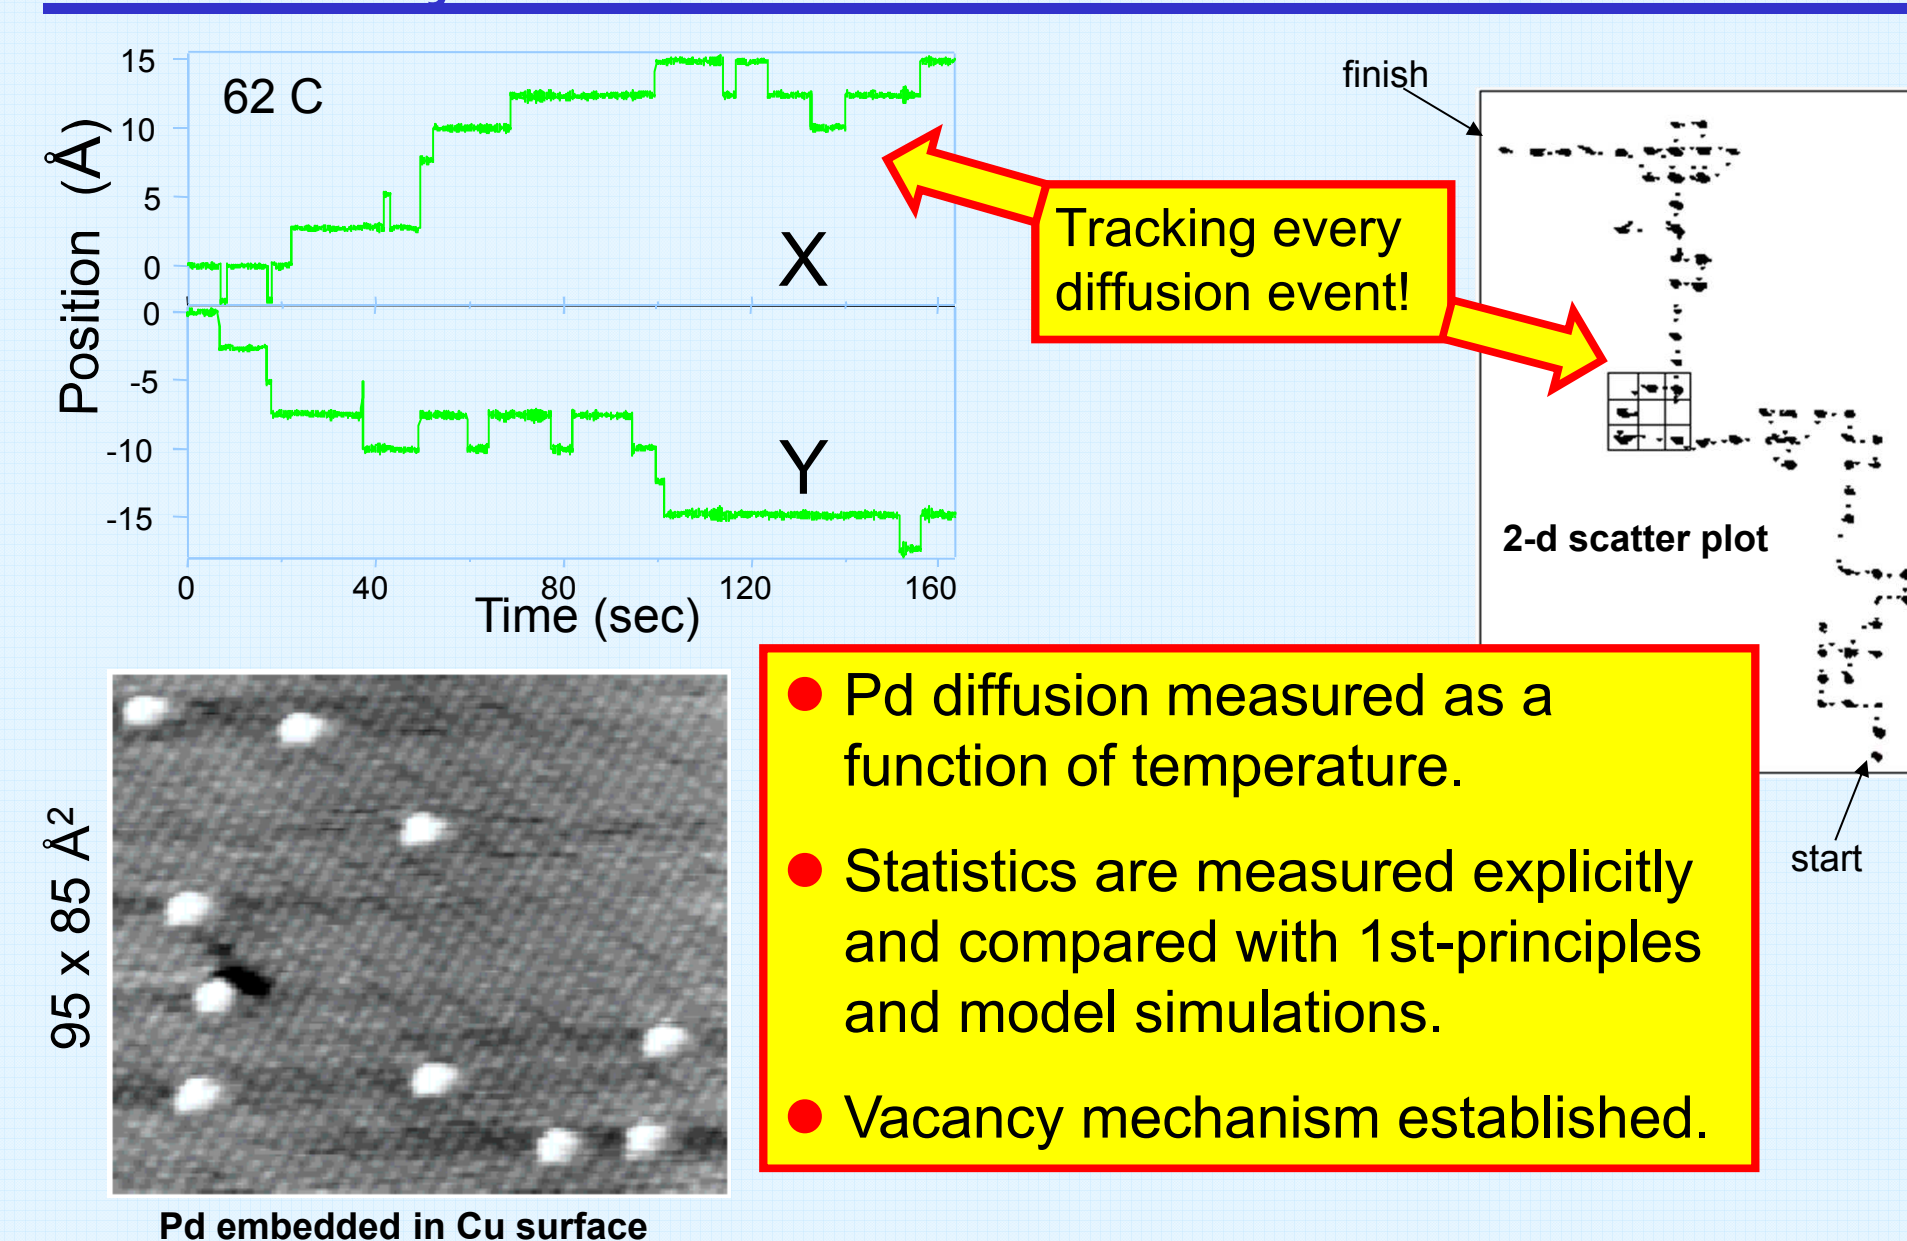 15
10
5
0
0
-5
-10
-15
Position (Å)
62 C
X
Y
0
40
80
120
160
Time (sec)
Tracking every
diffusion event!
finish
2-d scatter plot
start
95 x 85 Å²
Pd embedded in Cu surface
● Pd diffusion measured as a
function of temperature.
● Statistics are measured explicitly
and compared with 1st-principles
and model simulations.
● Vacancy mechanism established.